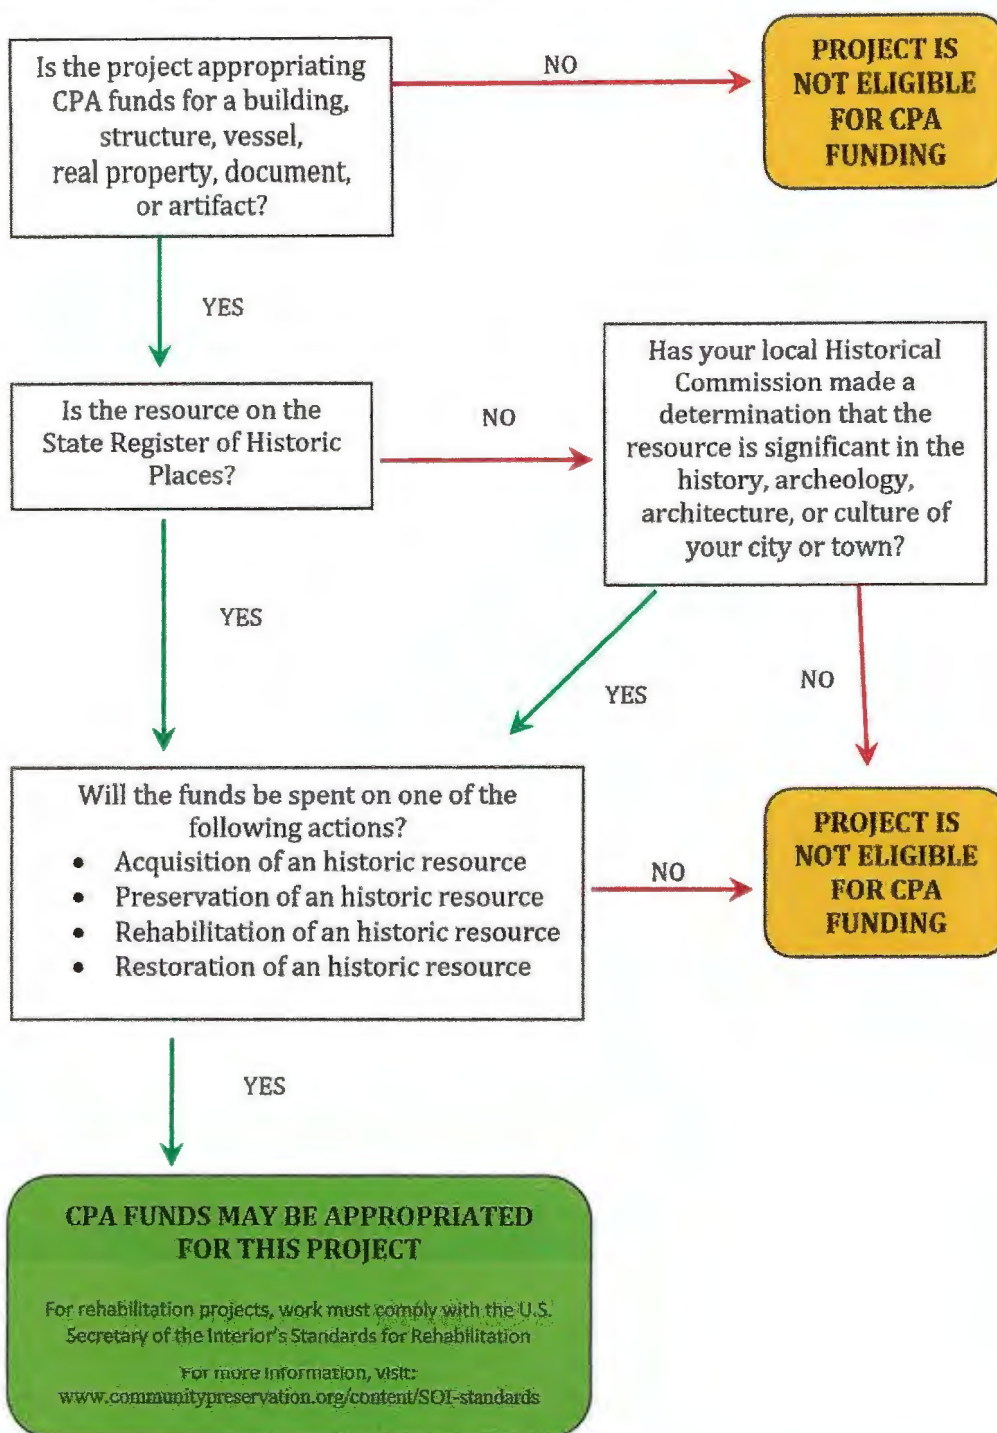 Is the project appropriating
CPA funds for a building,
structure, vessel,
real property, document,
or artifact?
NO
PROJECT IS
NOT ELIGIBLE
FOR CPA
FUNDING
YES
Is the resource on the
State Register of Historic
Places?
NO
Has your local Historical
Commission made a
determination that the
resource is significant in the
history, archeology,
architecture, or culture of
your city or town?
YES
YES
NO
Will the funds be spent on one of the
following actions?
• Acquisition of an historic resource
• Preservation of an historic resource
• Rehabilitation of an historic resource
• Restoration of an historic resource
NO
PROJECT IS
NOT ELIGIBLE
FOR CPA
FUNDING
YES
CPA FUNDS MAY BE APPROPRIATED
FOR THIS PROJECT
For rehabilitation projects, work must comply with the U.S.
Secretary of the Interior's Standards for Rehabilitation
For more information, visit:
www.communitypreservation.org/content/SOI-standards